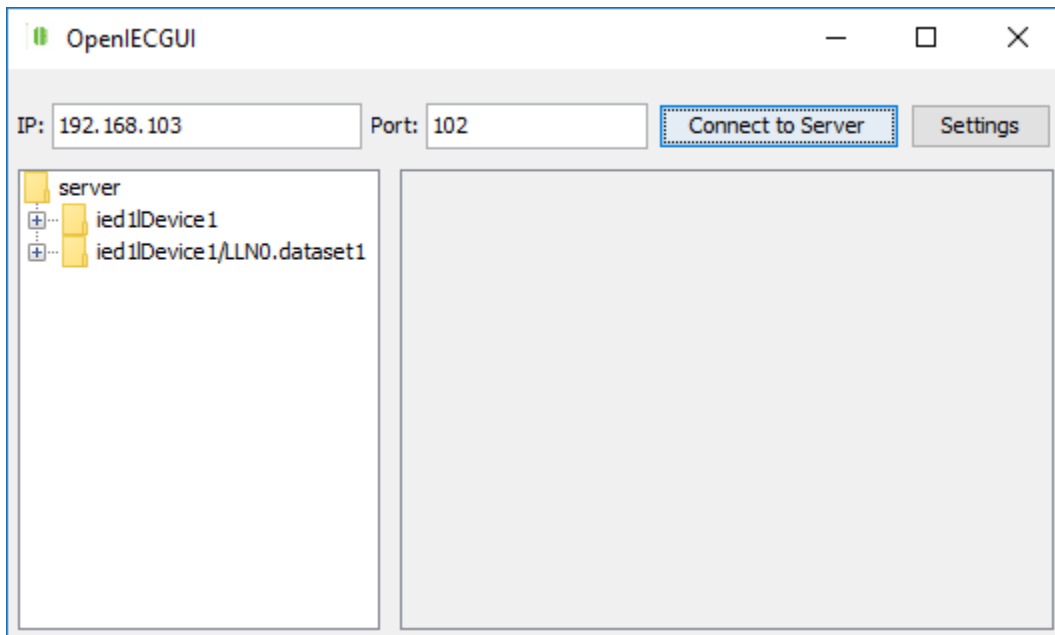 OpenIECGUI
IP: 192.168.103 Port: 102 Connect to Server Settings
server
ied1lDevice1
ied1lDevice1/LLN0.dataset1